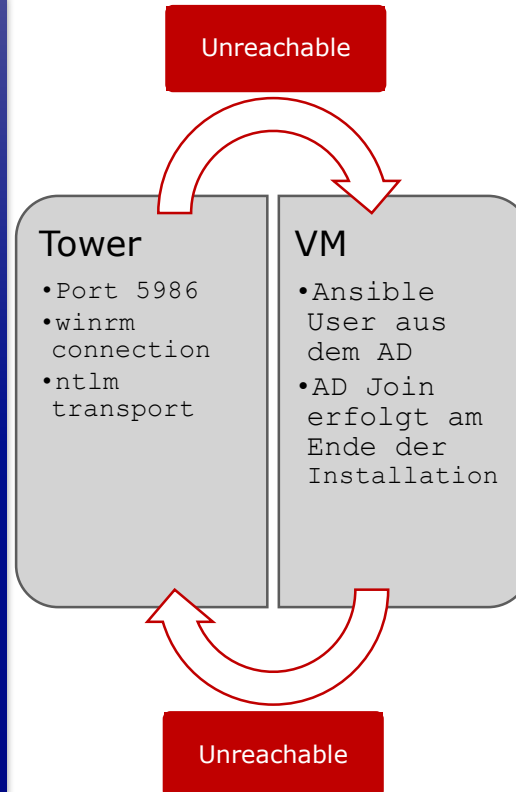 Unreachable
Tower
•Port 5986
•winrm
connection
•ntlm
transport
VM
•Ansible
User aus
dem AD
•AD Join
erfolgt am
Ende der
Installation
Unreachable